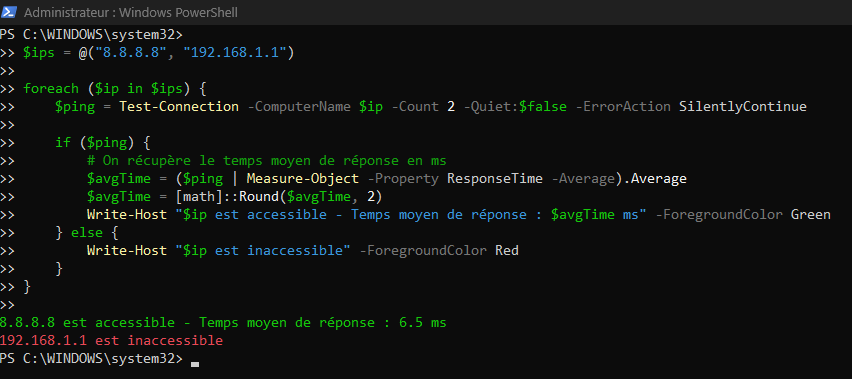 Administrateur : Windows PowerShell
PS C:\WINDOWS\system32>
>> $ips = @("8.8.8.8", "192.168.1.1")
>>
>> foreach ($ip in $ips) {
>>     $ping = Test-Connection -ComputerName $ip -Count 2 -Quiet:$false -ErrorAction SilentlyContinue
>>
>>     if ($ping) {
>>         # On récupère le temps moyen de réponse en ms
>>         $avgTime = ($ping | Measure-Object -Property ResponseTime -Average).Average
>>         $avgTime = [math]::Round($avgTime, 2)
>>         Write-Host "$ip est accessible - Temps moyen de réponse : $avgTime ms" -ForegroundColor Green
>>     } else {
>>         Write-Host "$ip est inaccessible" -ForegroundColor Red
>>     }
>> }
>>
8.8.8.8 est accessible - Temps moyen de réponse : 6.5 ms
192.168.1.1 est inaccessible
PS C:\WINDOWS\system32>